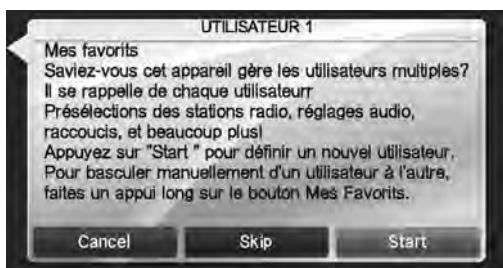 UTILISATEUR 1
Mes favorits
Saviez-vous cet appareil gère les utilisateurs multiples?
Il se rappelle de chaque utilisateurr
Présélections des stations radio, réglages audio,
raccoucis, et beaucoup plus!
Appuyez sur "Start " pour définir un nouvel utilisateur.
Pour basculer manuellement d'un utilisateur à l'autre,
faites un appui long sur le bouton Mes Favorits.
Cancel Skip Start